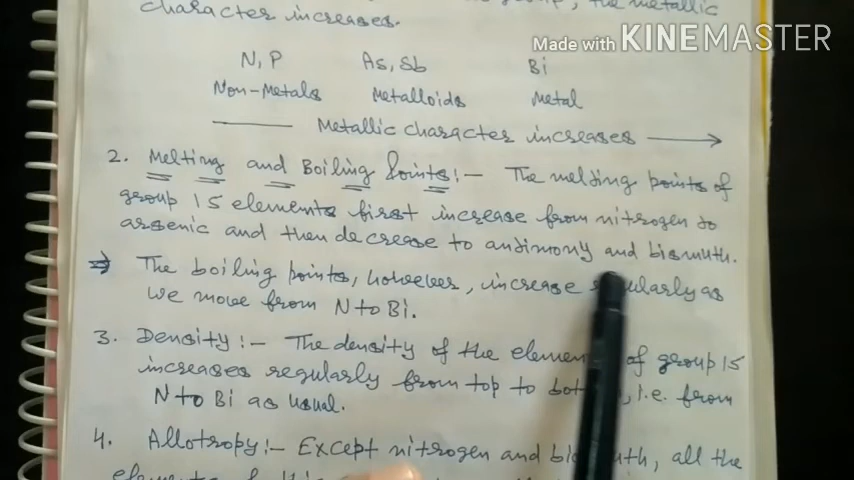 the metallic
character increases.
Made with KINEMASTER
N, P As, Sb Bi
Non-Metals Metalloids Metal
Metallic character increases
2. Melting and Boiling Points:- The melting points of
group 15 elements first increase from nitrogen to
arsenic and then decrease to antimony and bismuth.
⇒ The boiling points, however, increase regularly as
we move from N to Bi.
3. Density:- The density of the elements of group 15
increases regularly from top to bottom, i.e. from
N to Bi as usual.
4. Allotropy:- Except nitrogen and bismuth, all the